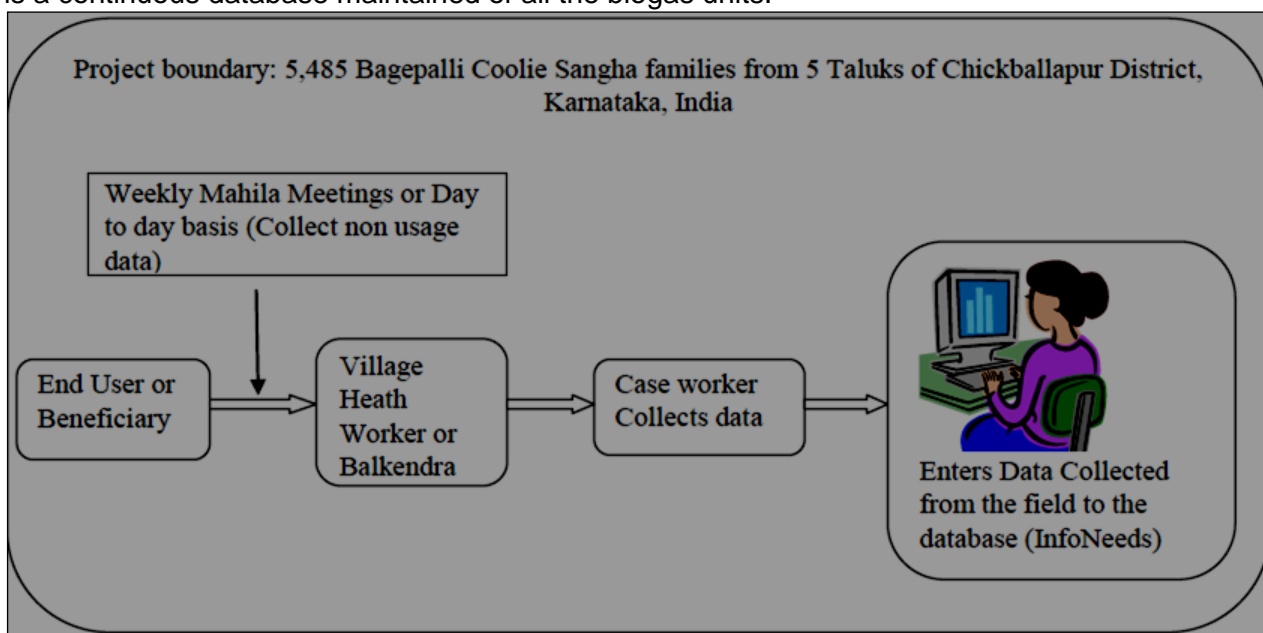 is a continuous database maintained of all the biogas units.
Project boundary: 5,485 Bagepalli Coolie Sangha families from 5 Taluks of Chickballapur District,
Karnataka, India
Weekly Mahila Meetings or Day
to day basis (Collect non usage
data)
End User or
Beneficiary
Village
Heath
Worker or
Balkendra
Case worker
Collects data
Enters Data Collected
from the field to the
database (InfoNeeds)